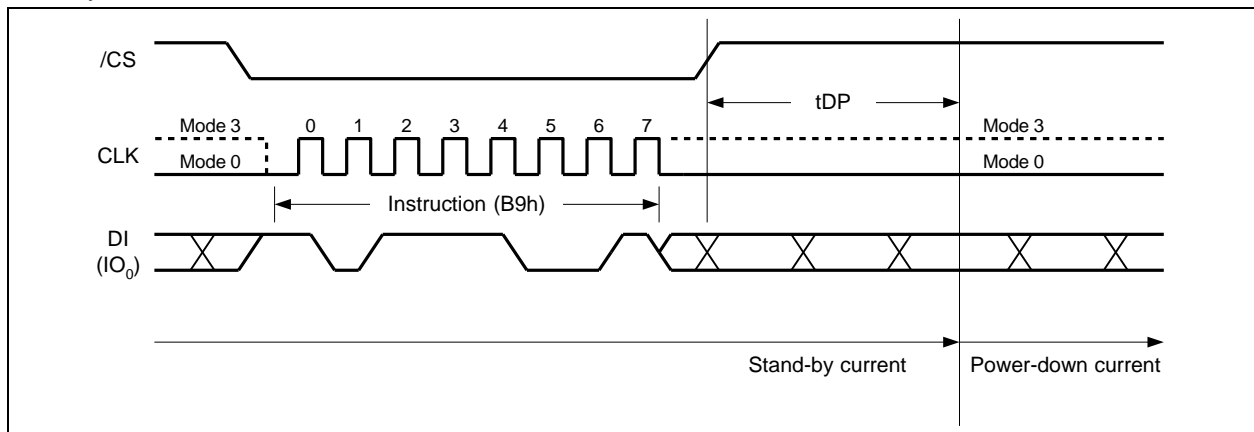 /CS
tDP
Mode 3 0 1 2 3 4 5 6 7 Mode 3
CLK
Mode 0 Mode 0
Instruction (B9h)
DI
(IO₀)
Stand-by current Power-down current